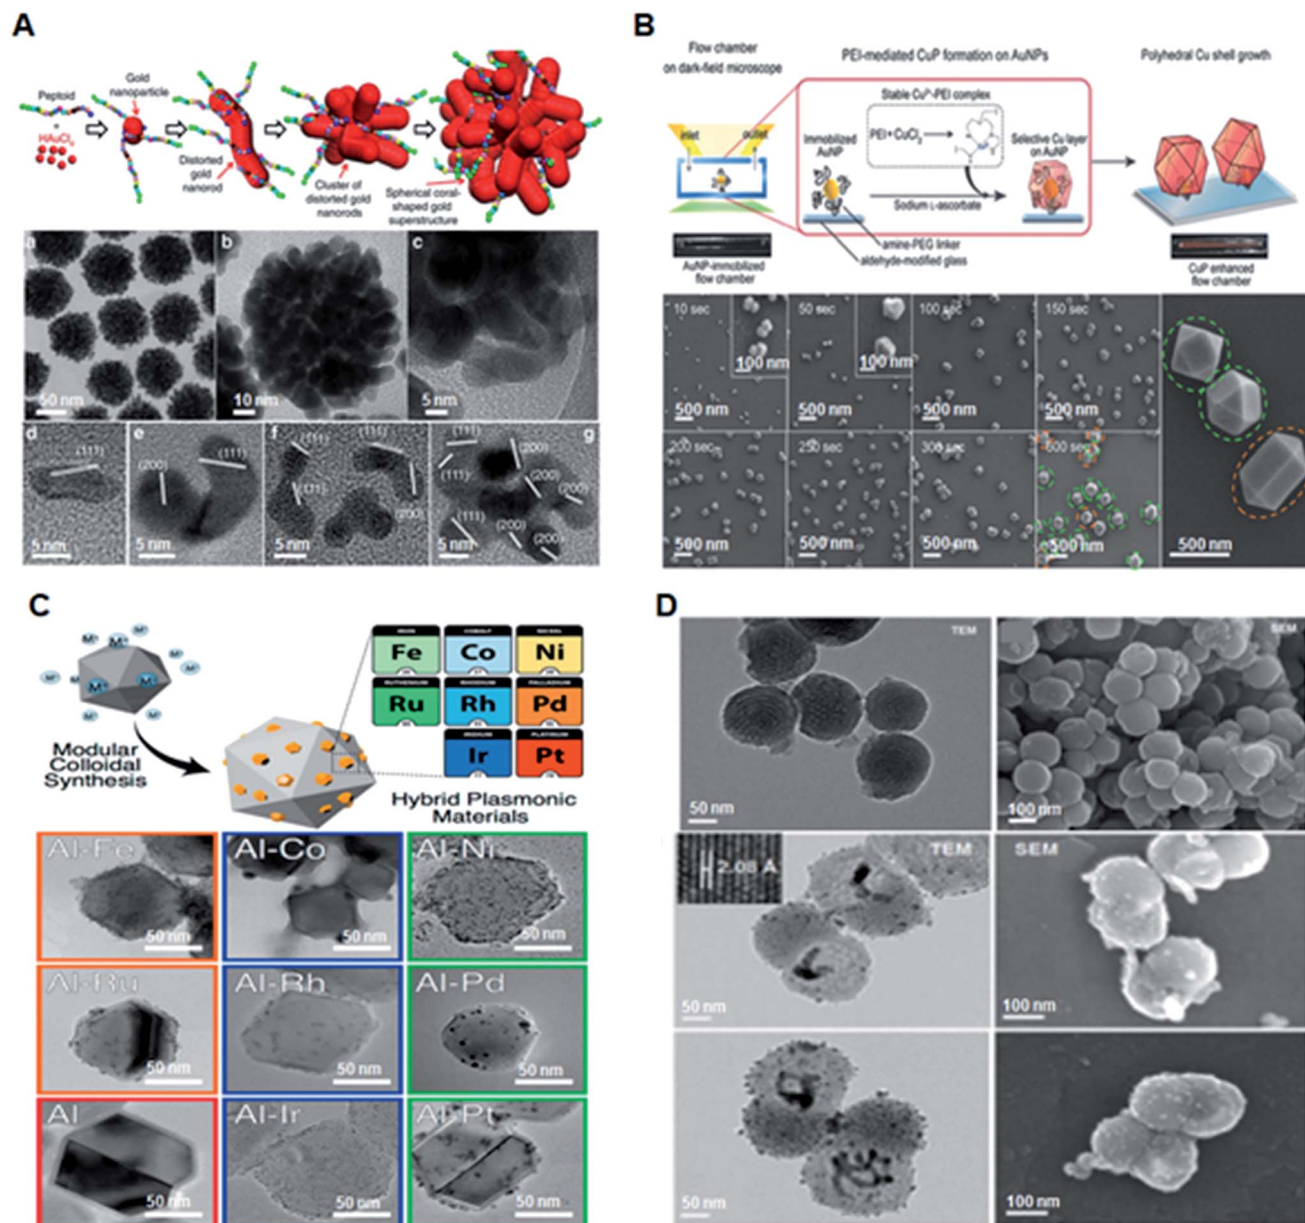 A
Peptoid
+
HAuCl4
Gold
nanoparticle
Distorted
gold
nanorod
Cluster of
distorted gold
nanorods
Spherical coral-
shaped gold
superstructure
a
50 nm
b
10 nm
c
5 nm
d
(111)
5 nm
e
(200)
(111)
5 nm
f
(111)
(111)
(111)
(200)
5 nm
g
(111)
(111)
(111)
(200)
(200)
(200)
(200)
(200)
5 nm
B
Flow chamber
on dark-field microscope
inlet
outlet
AuNP-immobilized
flow chamber
PEI-mediated CuP formation on AuNPs
Stable Cu²⁺-PEI complex
PEI+CuCl2
Immobilized
AuNP
Selective Cu layer
on AuNP
Sodium L-ascorbate
amine-PEG linker
aldehyde-modified glass
Polyhedral Cu shell growth
CuP enhanced
flow chamber
10 sec
100 nm
500 nm
50 sec
100 nm
500 nm
100 sec
500 nm
150 sec
500 nm
200 sec
500 nm
250 sec
500 nm
300 sec
500 nm
600 sec
500 nm
500 nm
C
M⁺
M⁺
M⁺
M⁺
M⁺
M⁺
M⁺
M⁺
Modular
Colloidal
Synthesis
Fe
COBALT
Co
Ni
RUTHENIUM
Ru
RHODIUM
Rh
PALLADIUM
Pd
IRIDIUM
Ir
PLATINUM
Pt
Hybrid Plasmonic
Materials
Al-Fe
50 nm
Al-Co
50 nm
Al-Ni
50 nm
Al-Ru
50 nm
Al-Rh
50 nm
Al-Pd
50 nm
Al
50 nm
Al-Ir
50 nm
Al-Pt
50 nm
D
TEM
50 nm
SEM
100 nm
2.08 Å
TEM
50 nm
SEM
100 nm
50 nm
100 nm